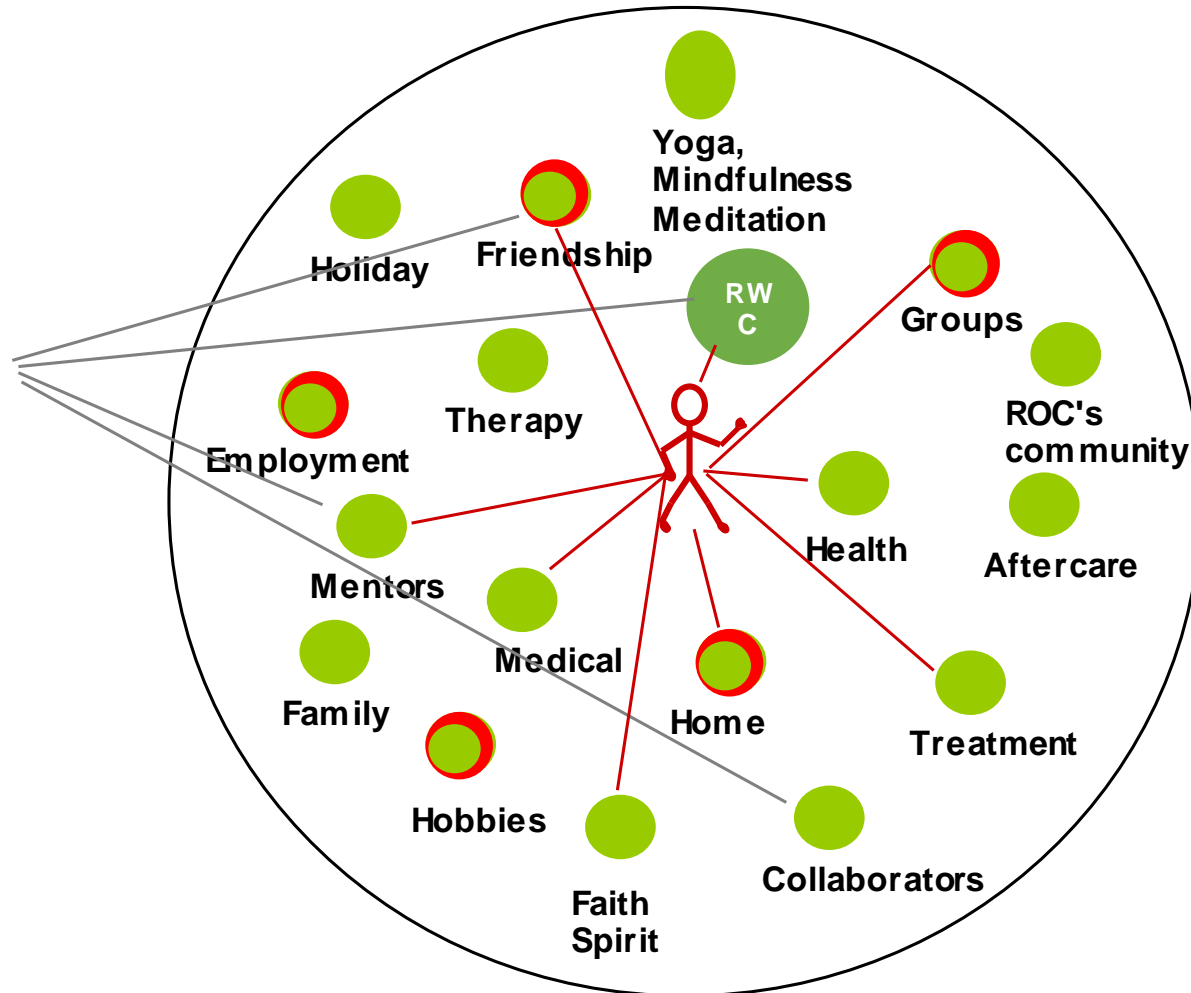 Yoga,
Mindfulness
Meditation
Holiday
Friendship
RW
C
Groups
Therapy
ROC's
community
Employment
Health
Aftercare
Mentors
Medical
Family
Home
Treatment
Hobbies
Collaborators
Faith
Spirit